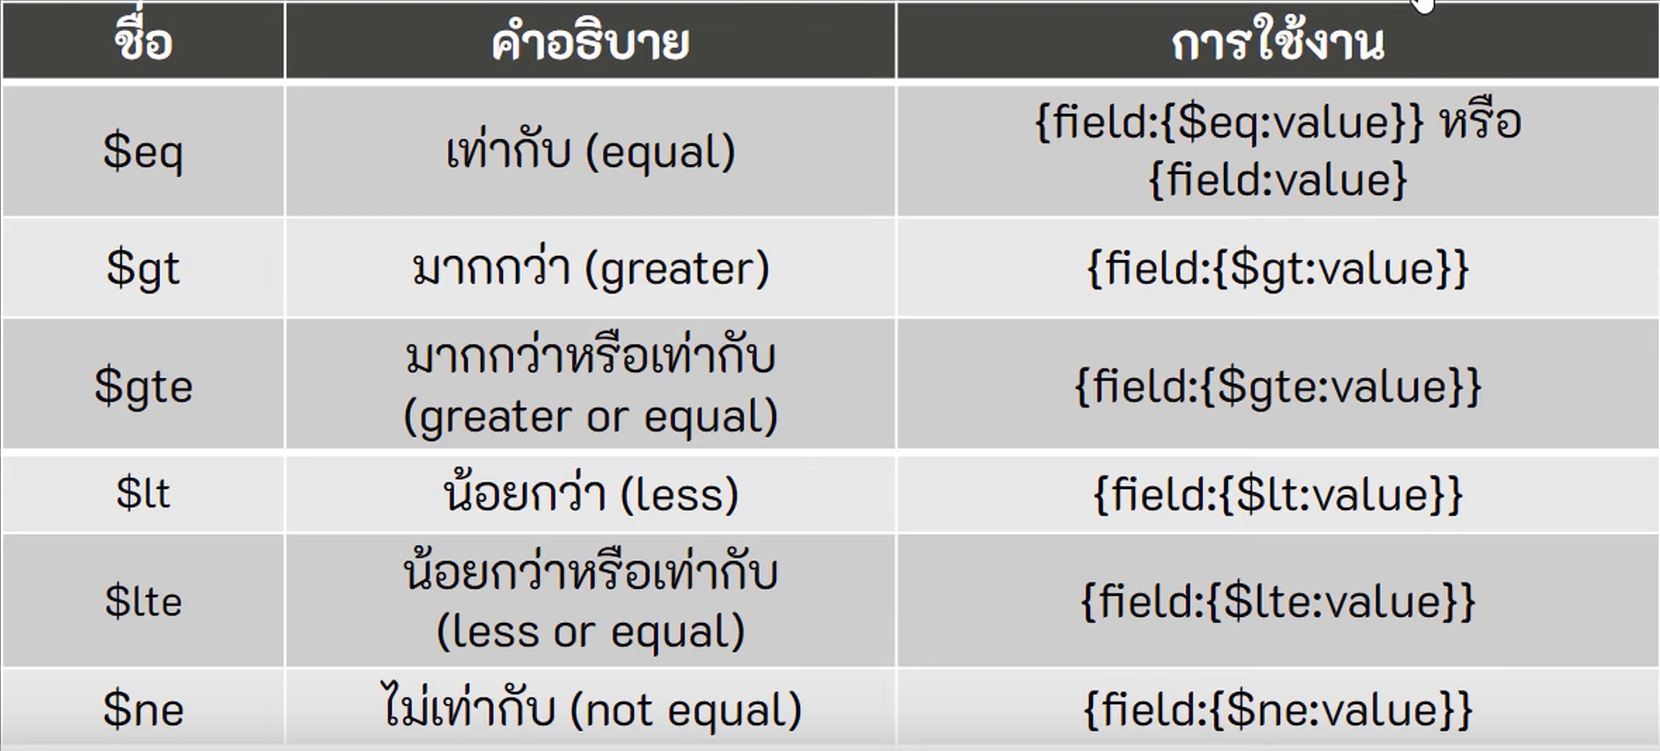 ชื่อ คำอธิบาย การใช้งาน
$eq เท่ากับ (equal) {field:{$eq:value}} หรือ
{field:value}
$gt มากกว่า (greater) {field:{$gt:value}}
$gte มากกว่าหรือเท่ากับ
(greater or equal) {field:{$gte:value}}
$lt น้อยกว่า (less) {field:{$lt:value}}
$lte น้อยกว่าหรือเท่ากับ
(less or equal) {field:{$lte:value}}
$ne ไม่เท่ากับ (not equal) {field:{$ne:value}}